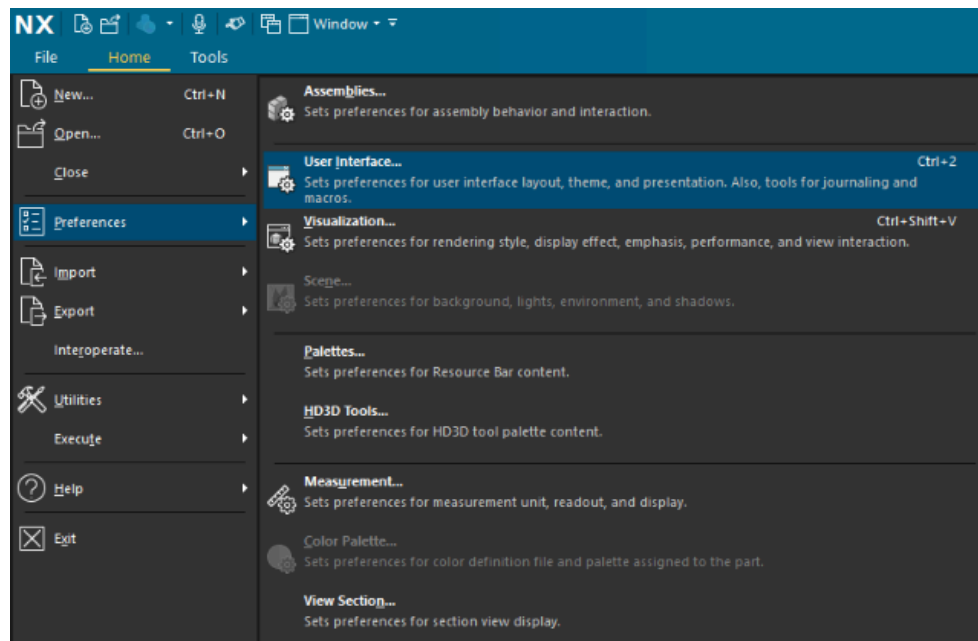 NX Window
File Home Tools
New... Ctrl+N
Open... Ctrl+O
Close
Preferences
Import
Export
Interoperate...
Utilities
Execute
Help
Exit
Assemblies...
Sets preferences for assembly behavior and interaction.
User Interface... Ctrl+2
Sets preferences for user interface layout, theme, and presentation. Also, tools for journaling and
macros.
Visualization... Ctrl+Shift+V
Sets preferences for rendering style, display effect, emphasis, performance, and view interaction.
Scene...
Sets preferences for background, lights, environment, and shadows.
Palettes...
Sets preferences for Resource Bar content.
HD3D Tools...
Sets preferences for HD3D tool palette content.
Measurement...
Sets preferences for measurement unit, readout, and display.
Color Palette...
Sets preferences for color definition file and palette assigned to the part.
View Section...
Sets preferences for section view display.